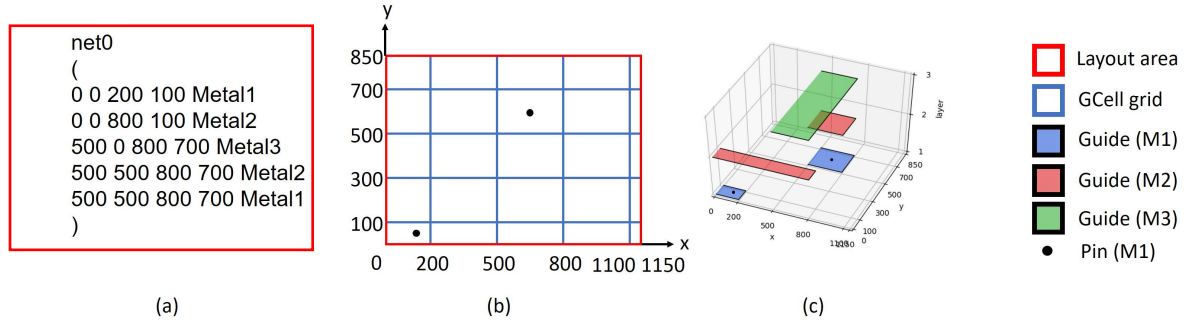 net0
(
0 0 200 100 Metal1
0 0 800 100 Metal2
500 0 800 700 Metal3
500 500 800 700 Metal2
500 500 800 700 Metal1
)
(a)
y
850
700
500
300
100
0 200 500 800 1100 1150
x
(b)
3
2
1
layer
850
700
500
300
100
0
y
0 200 500 800 1100 1150
x
(c)
Layout area
GCell grid
Guide (M1)
Guide (M2)
Guide (M3)
Pin (M1)